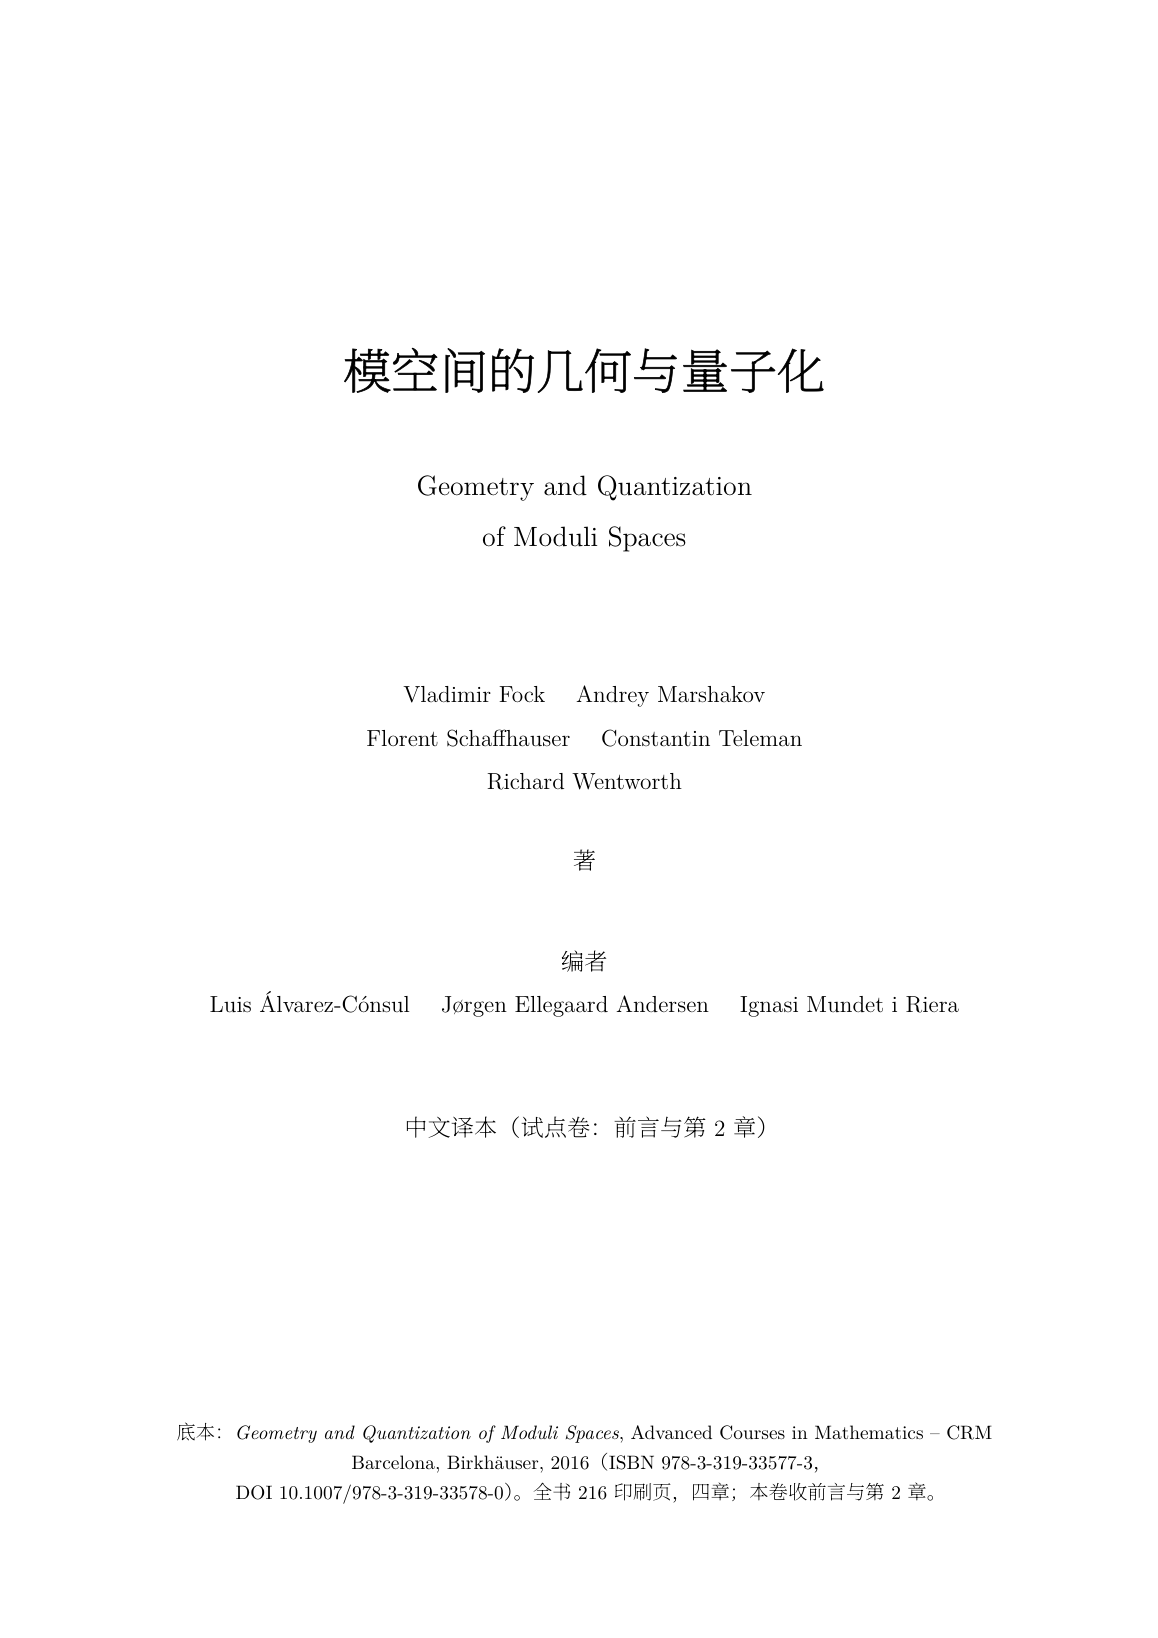 模空间的几何与量子化
Geometry and Quantization
of Moduli Spaces
Vladimir Fock Andrey Marshakov
Florent Schaffhauser Constantin Teleman
Richard Wentworth
著
编者
Luis Álvarez-Cónsul Jørgen Ellegaard Andersen Ignasi Mundet i Riera
中文译本（试点卷：前言与第 2 章）
底本：Geometry and Quantization of Moduli Spaces, Advanced Courses in Mathematics – CRM
Barcelona, Birkhäuser, 2016（ISBN 978-3-319-33577-3，
DOI 10.1007/978-3-319-33578-0）。全书 216 印刷页，四章；本卷收前言与第 2 章。